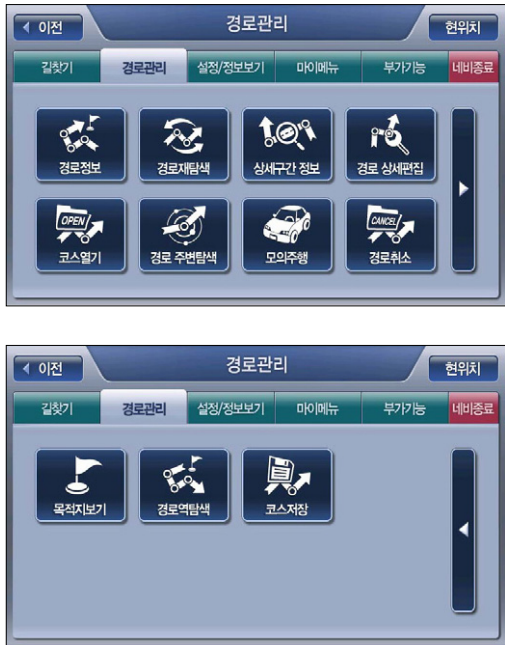 이전 경로관리 현위치
길찾기 경로관리 설정/정보보기 마이메뉴 부가기능 네비종료
경로정보 경로재탐색 상세구간 정보 경로 상세편집
OPEN CANCEL
코스열기 경로 주변탐색 모의주행 경로취소
이전 경로관리 현위치
길찾기 경로관리 설정/정보보기 마이메뉴 부가기능 네비종료
목적지보기 경로역탐색 코스저장